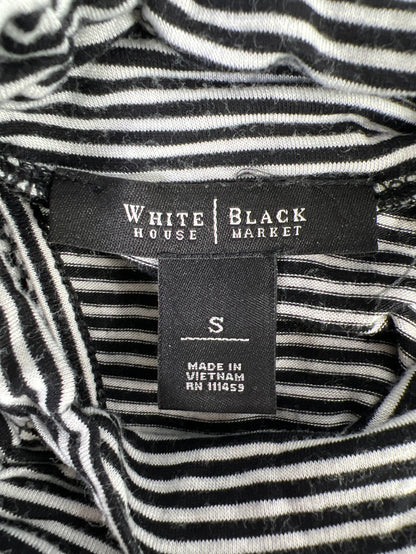 WHITE | BLACK
HOUSE | MARKET
S
MADE IN
VIETNAM
RN 111459